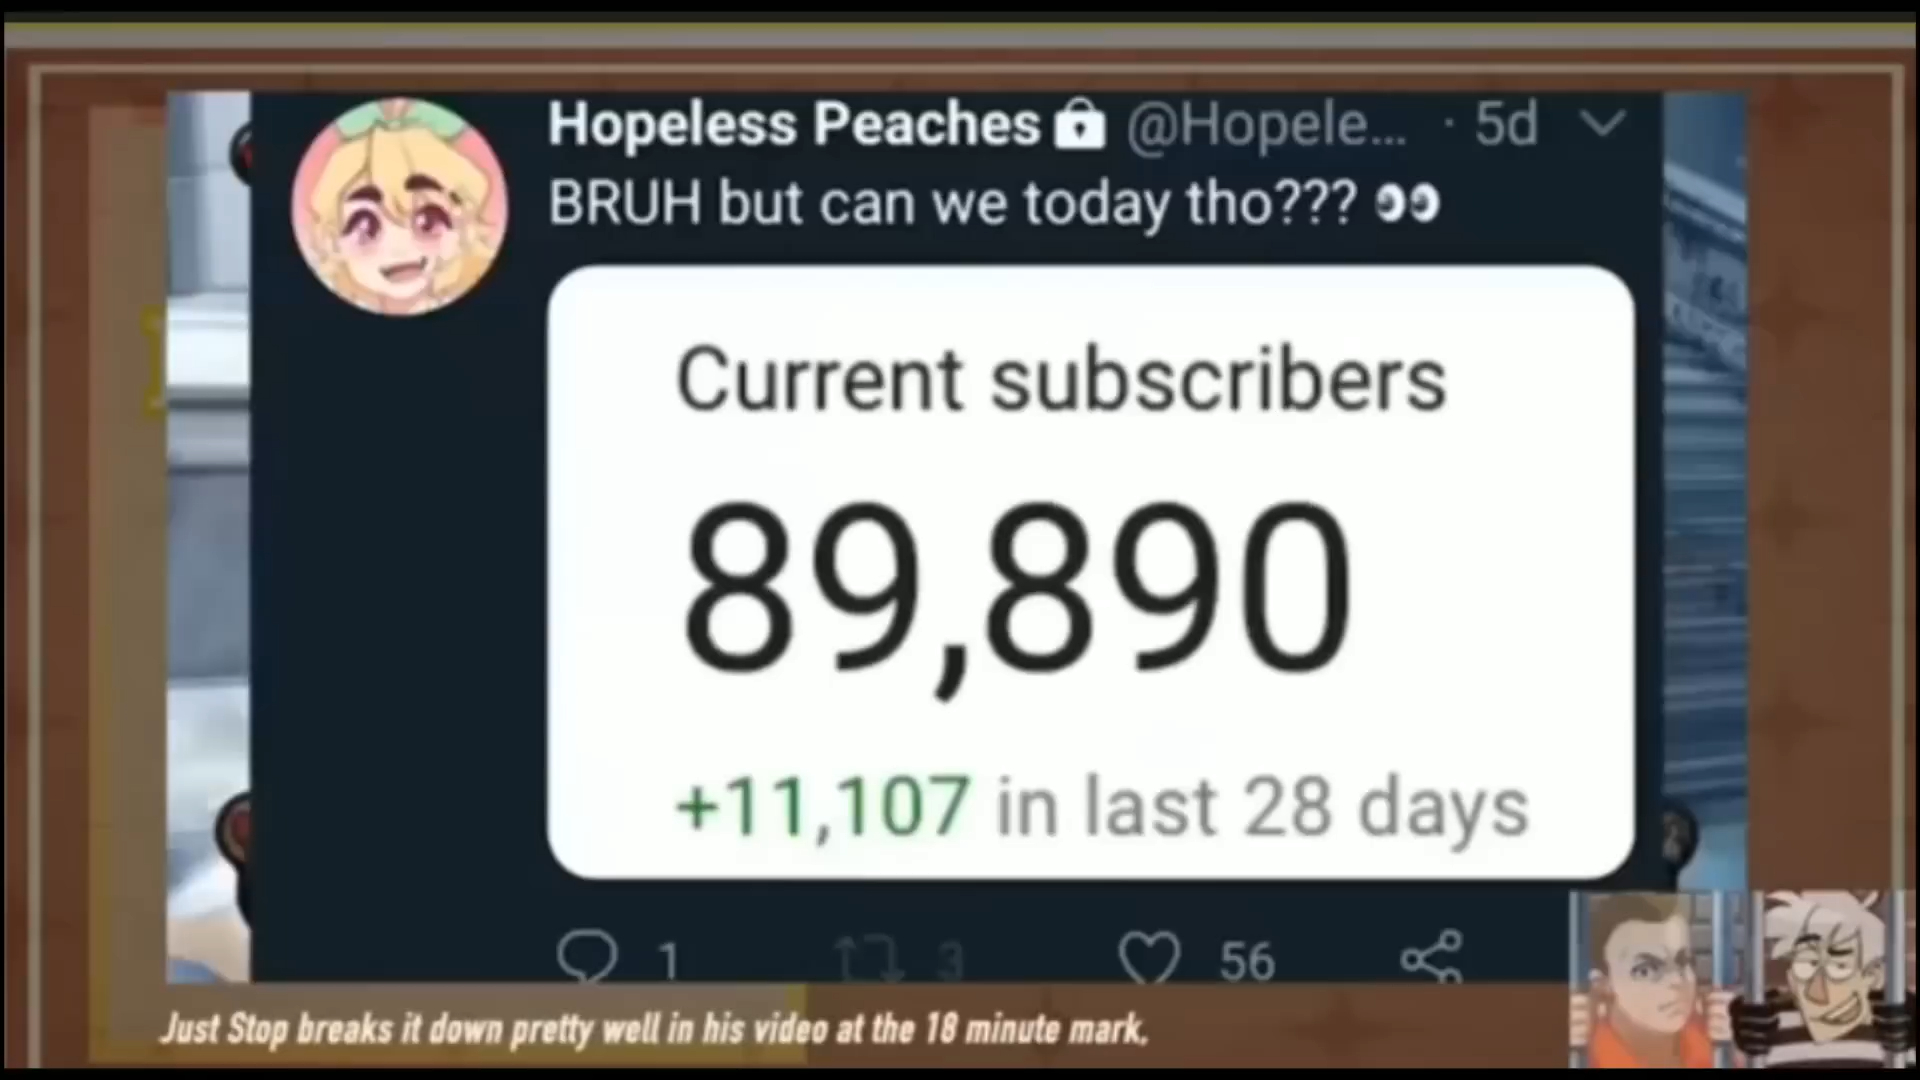 Hopeless Peaches @Hopele... · 5d
BRUH but can we today tho??? 👀
Current subscribers
89,890
+11,107 in last 28 days
1 3 56
Just Stop breaks it down pretty well in his video at the 18 minute mark.